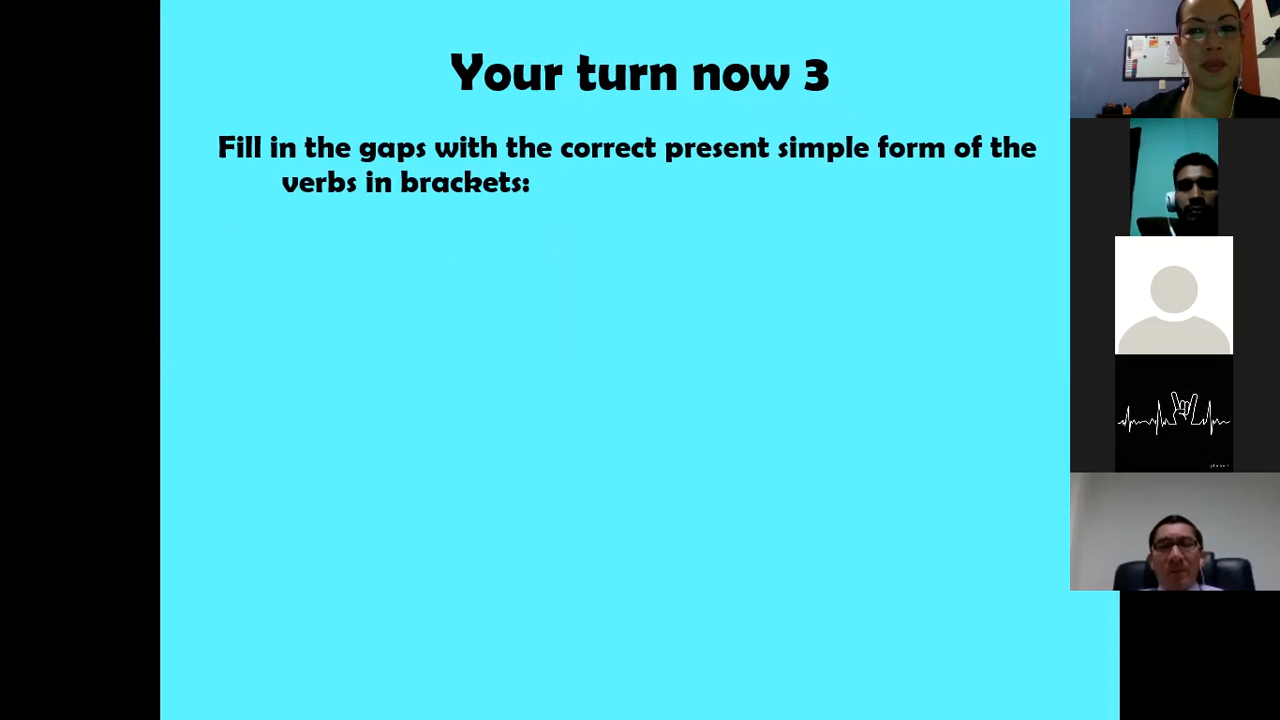 Your turn now 3
Fill in the gaps with the correct present simple form of the
verbs in brackets: